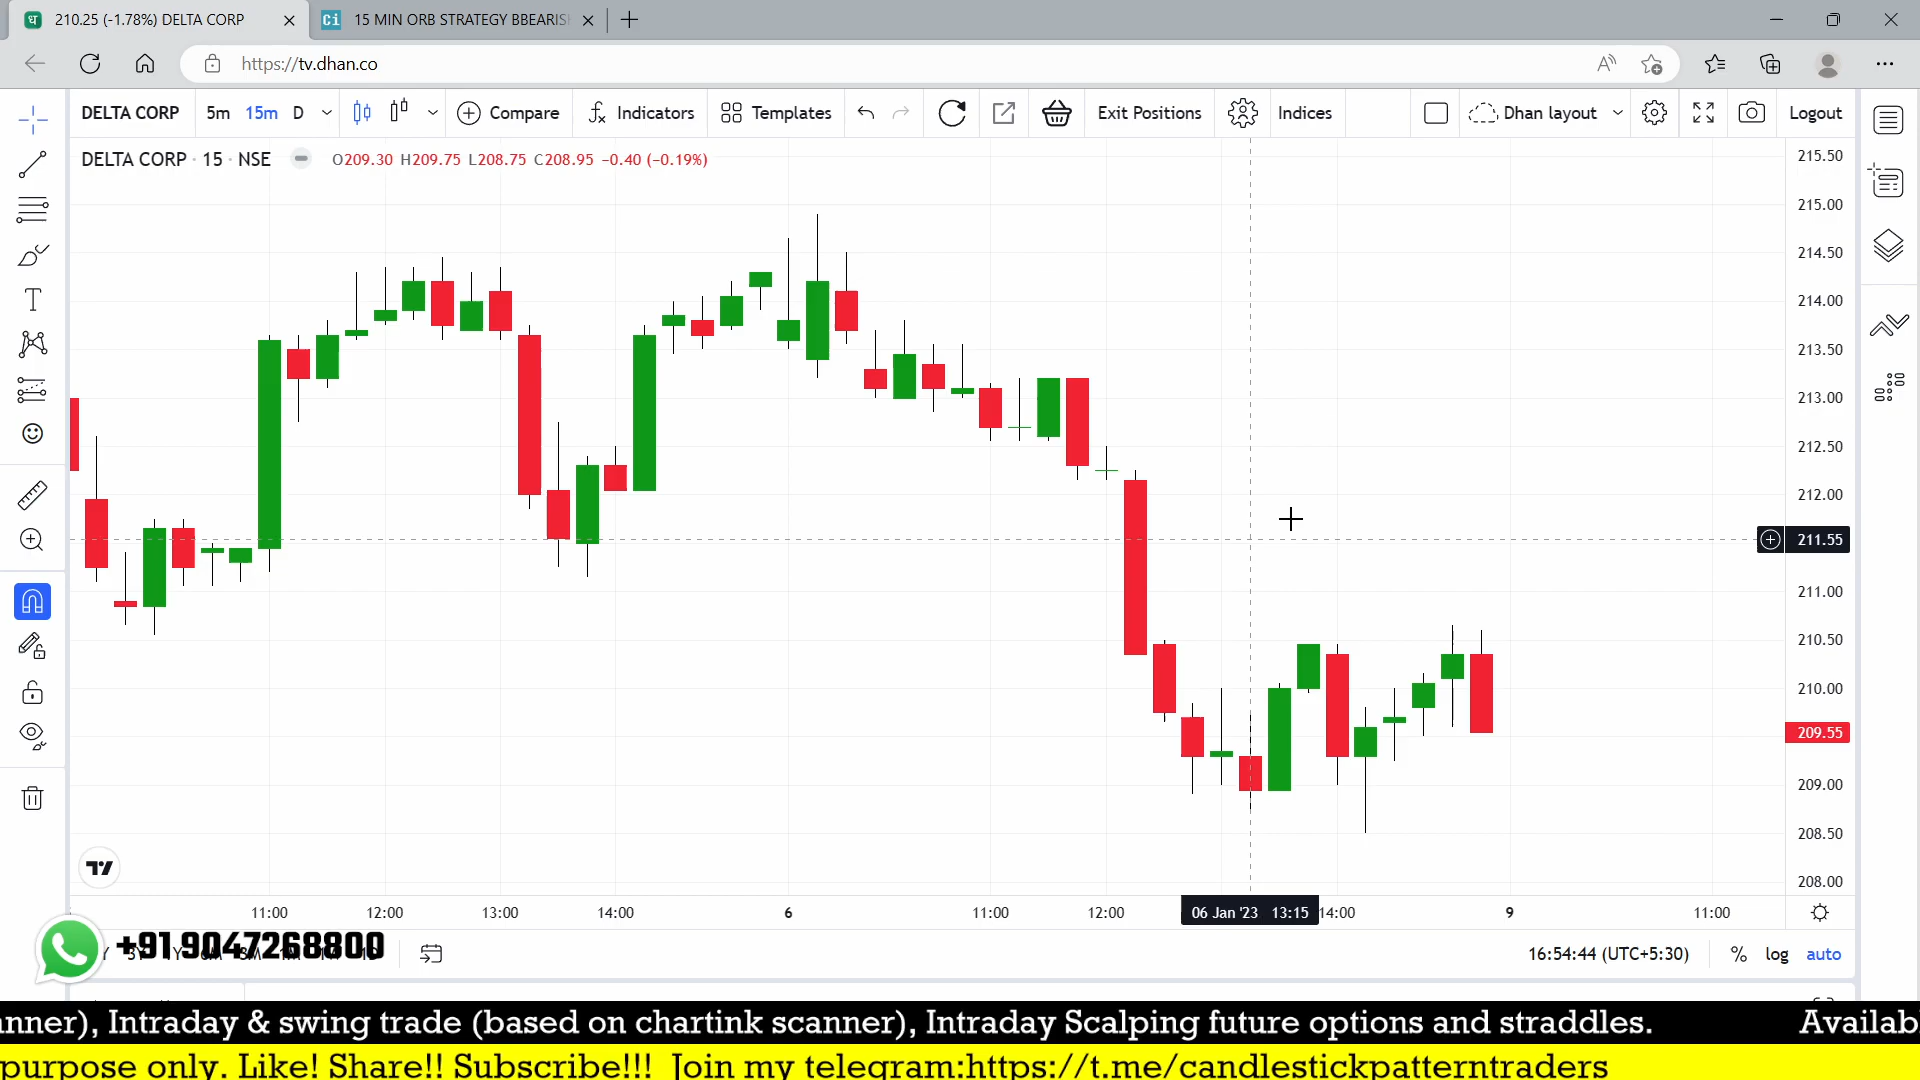 210.25 (-1.78%) DELTA CORP
Ci 15 MIN ORB STRATEGY BBEARIS
https://tv.dhan.co
DELTA CORP 5m 15m D Compare Indicators Templates Exit Positions Indices Dhan layout Logout
DELTA CORP · 15 · NSE O209.30 H209.75 L208.75 C208.95 −0.40 (−0.19%)
215.50
215.00
214.50
214.00
213.50
213.00
212.50
212.00
211.55
211.00
210.50
210.00
209.55
209.00
208.50
208.00
11:00 12:00 13:00 14:00 6 11:00 12:00 06 Jan '23 13:15 14:00 9 11:00
+91 9047268800
16:54:44 (UTC+5:30) % log auto
nner), Intraday & swing trade (based on chartink scanner), Intraday Scalping future options and straddles. Availab
purpose only. Like! Share!! Subscribe!!! Join my telegram:https://t.me/candlestickpatterntraders